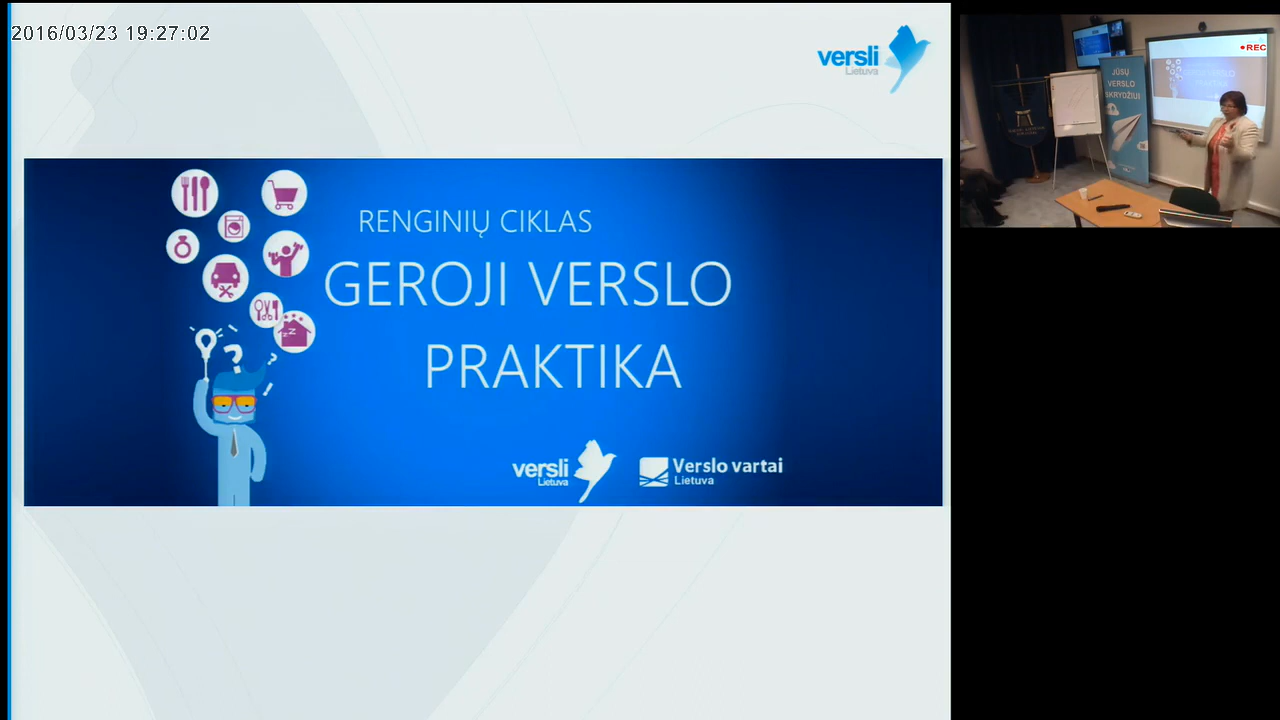 2016/03/23 19:27:02
versli
Lietuva
RENGINIŲ CIKLAS
GEROJI VERSLO
PRAKTIKA
versli
Lietuva
Verslo vartai
Lietuva
REC
JŪSŲ
VERSLO
SKRYDŽIUI